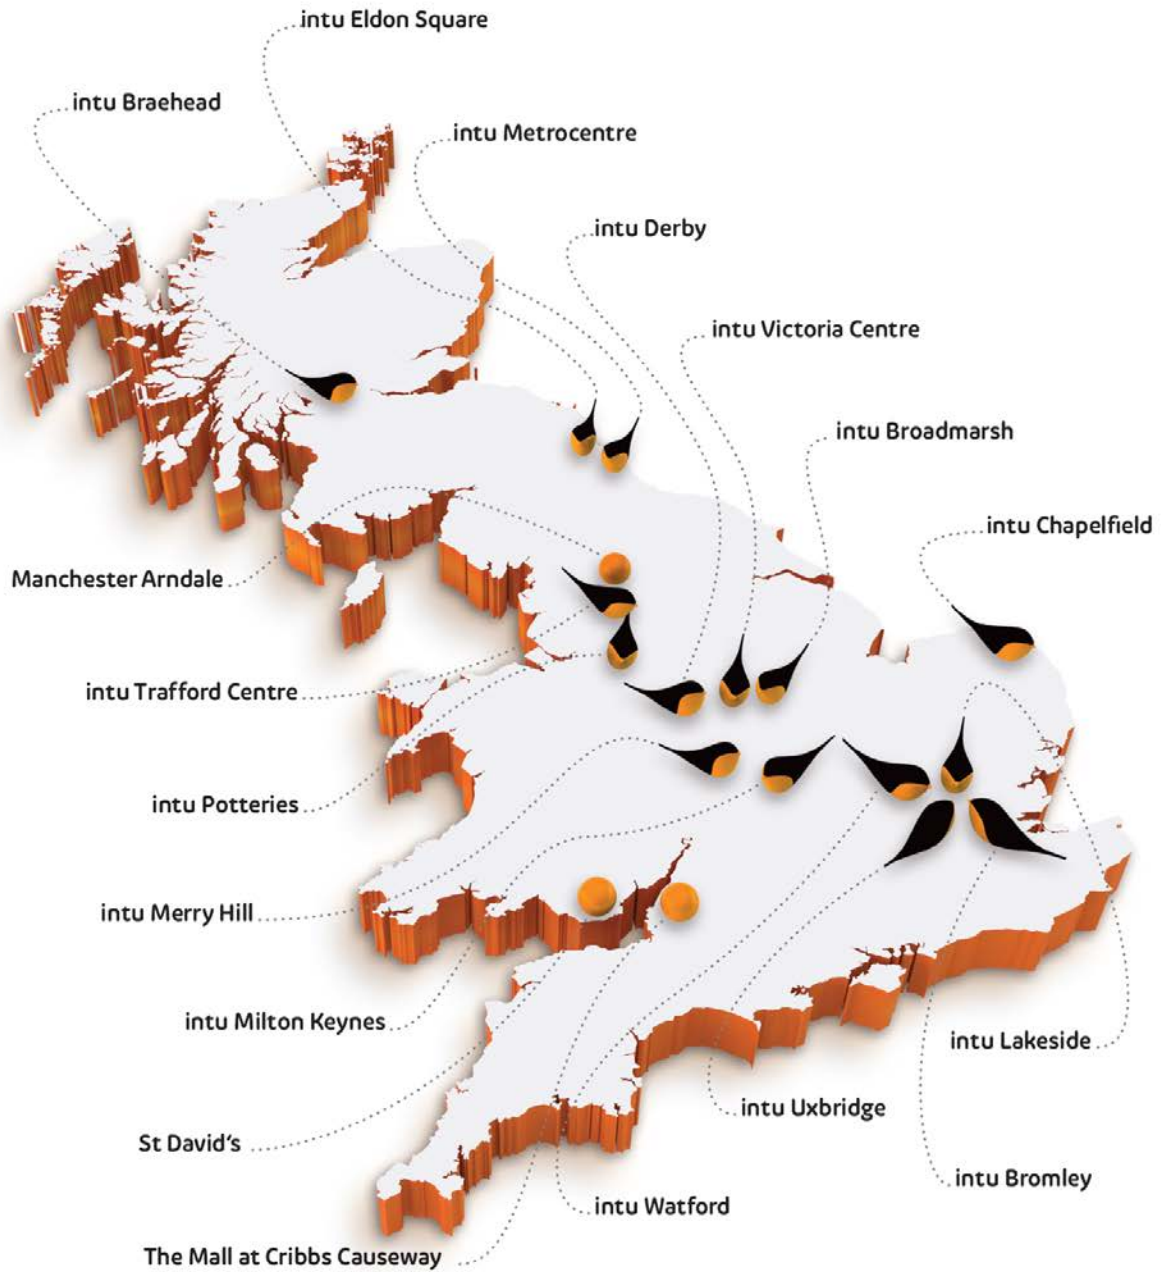 intu Eldon Square
intu Braehead
intu Metrocentre
intu Derby
intu Victoria Centre
intu Broadmarsh
intu Chapelfield
Manchester Arndale
intu Trafford Centre
intu Potteries
intu Merry Hill
intu Milton Keynes
intu Lakeside
intu Uxbridge
St David's
intu Bromley
intu Watford
The Mall at Cribbs Causeway